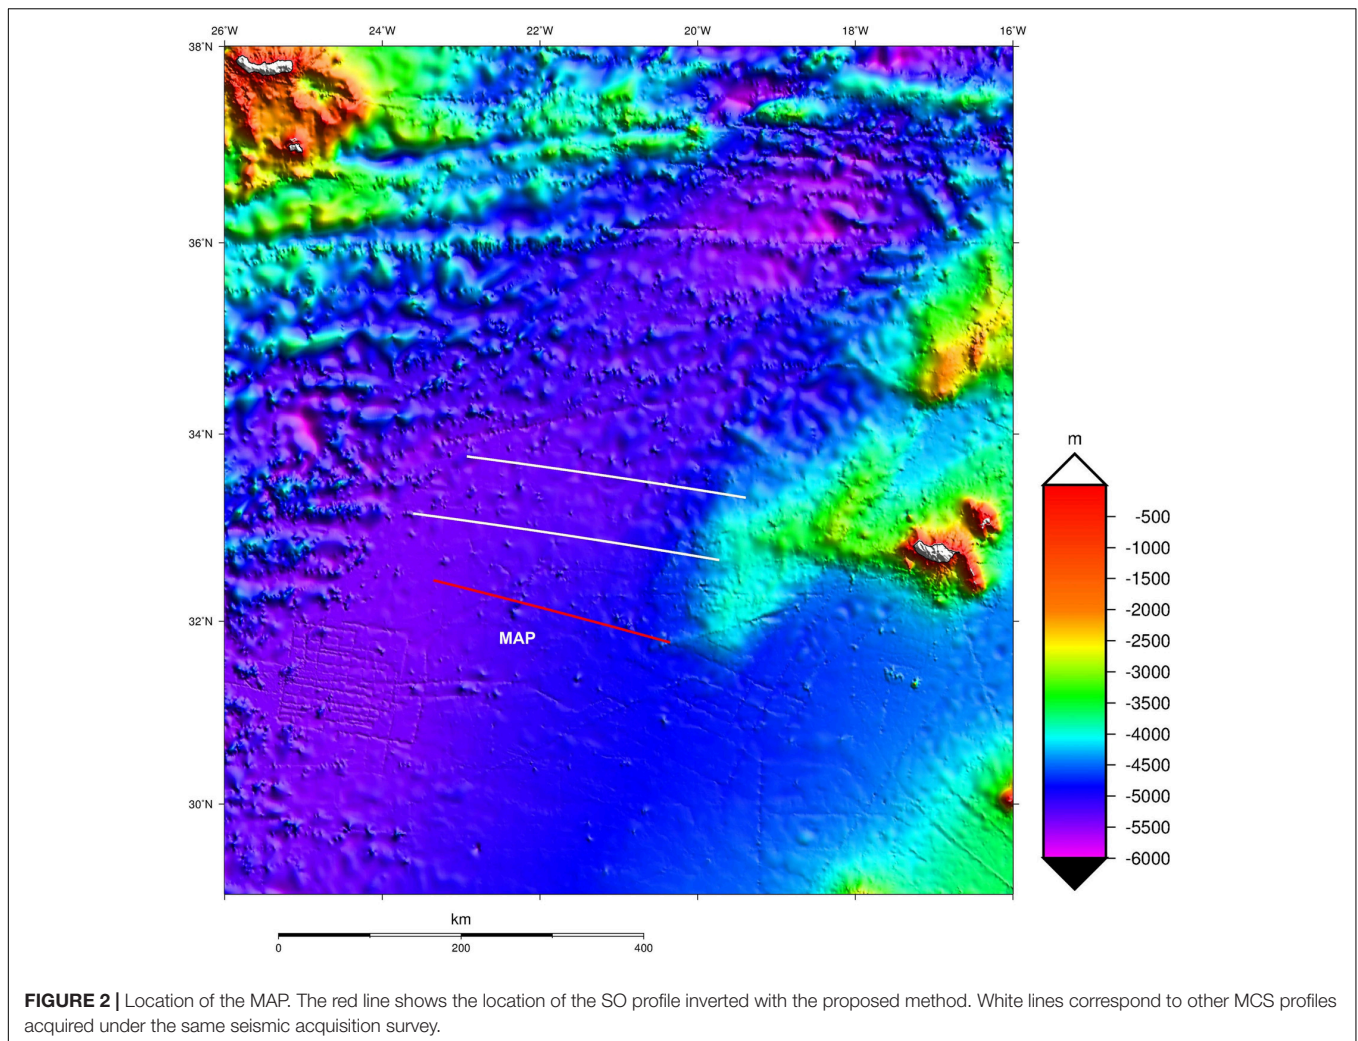 26˚W 24˚W 22˚W 20˚W 18˚W 16˚W
38˚N
36˚N
34˚N
32˚N
30˚N
MAP
m
-500
-1000
-1500
-2000
-2500
-3000
-3500
-4000
-4500
-5000
-5500
-6000
km
0 200 400
FIGURE 2 | Location of the MAP. The red line shows the location of the SO profile inverted with the proposed method. White lines correspond to other MCS profiles
acquired under the same seismic acquisition survey.